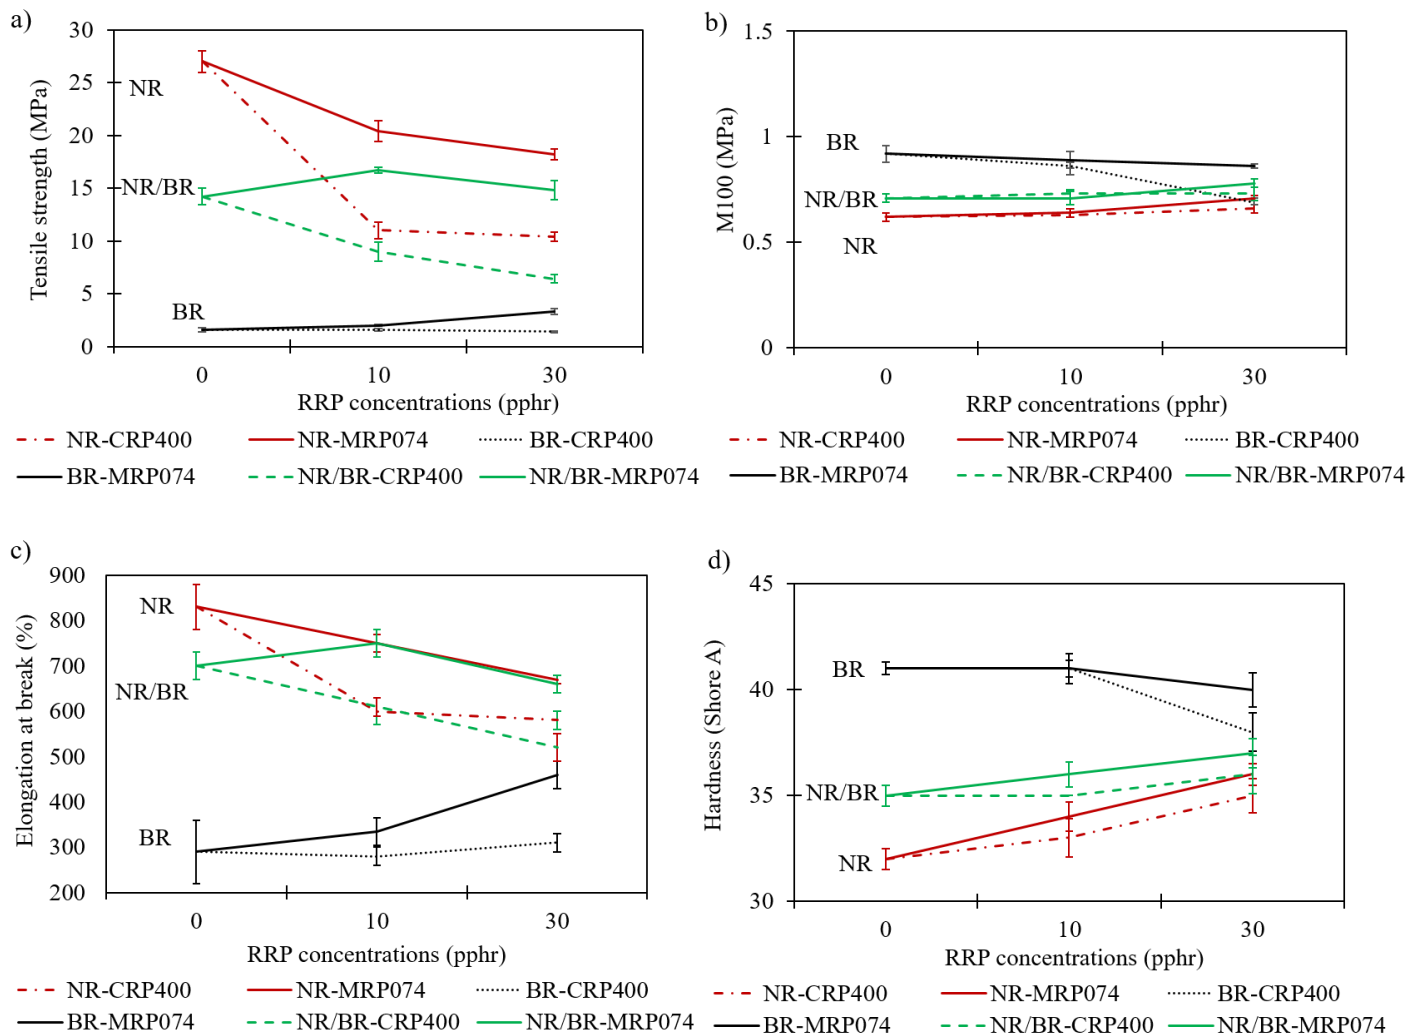 a)
Tensile strength (MPa)
30
25
20
15
10
5
0
NR
NR/BR
BR
0 10 30
RRP concentrations (pphr)
NR-CRP400 NR-MRP074 BR-CRP400
BR-MRP074 NR/BR-CRP400 NR/BR-MRP074
b)
M100 (MPa)
1.5
1
0.5
0
BR
NR/BR
NR
0 10 30
RRP concentrations (pphr)
NR-CRP400 NR-MRP074 BR-CRP400
BR-MRP074 NR/BR-CRP400 NR/BR-MRP074
c)
Elongation at break (%)
900
800
700
600
500
400
300
200
NR
NR/BR
BR
0 10 30
RRP concentrations (pphr)
NR-CRP400 NR-MRP074 BR-CRP400
BR-MRP074 NR/BR-CRP400 NR/BR-MRP074
d)
Hardness (Shore A)
45
40
35
30
BR
NR/BR
NR
0 10 30
RRP concentrations (pphr)
NR-CRP400 NR-MRP074 BR-CRP400
BR-MRP074 NR/BR-CRP400 NR/BR-MRP074